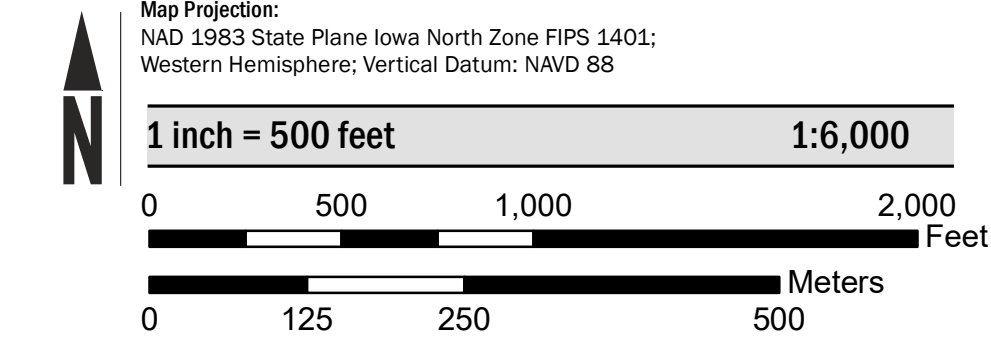 Map Projection:
NAD 1983 State Plane Iowa North Zone FIPS 1401;
Western Hemisphere; Vertical Datum: NAVD 88
N
1 inch = 500 feet 1:6,000
0 500 1,000 2,000
Feet
Meters
0 125 250 500